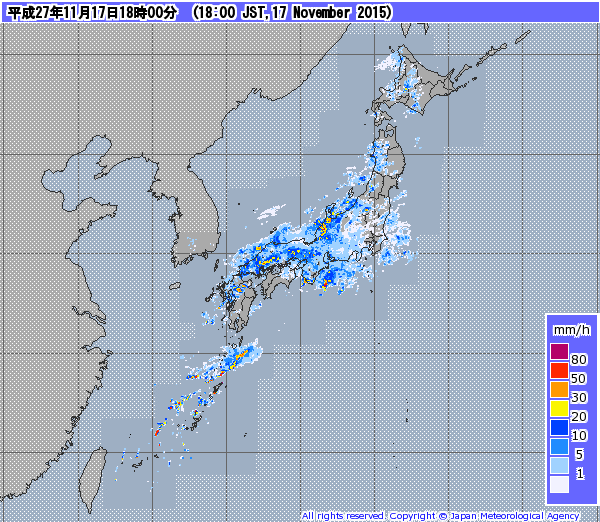 平成27年11月17日18時00分 (18:00 JST,17 November 2015)
mm/h
80
50
30
20
10
5
1
All rights reserved. Copyright © Japan Meteorological Agency